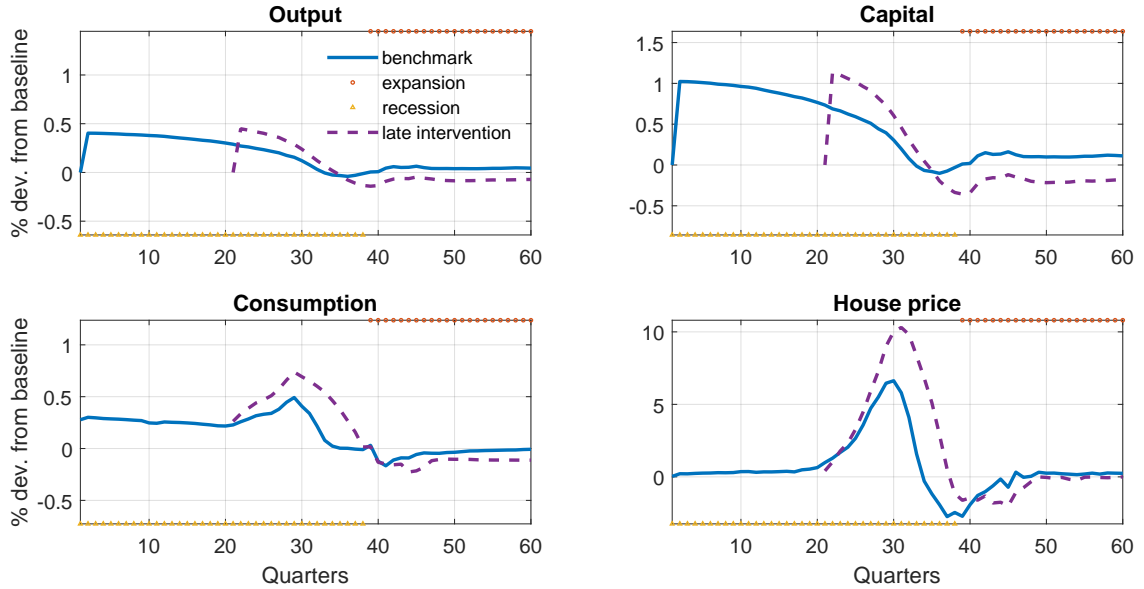 Output
Capital
% dev. from baseline
1
0.5
0
-0.5
benchmark
expansion
recession
late intervention
10 20 30 40 50 60
1.5
1
0.5
0
-0.5
10 20 30 40 50 60
Consumption
House price
% dev. from baseline
1
0.5
0
-0.5
10 20 30 40 50 60
Quarters
10
5
0
10 20 30 40 50 60
Quarters